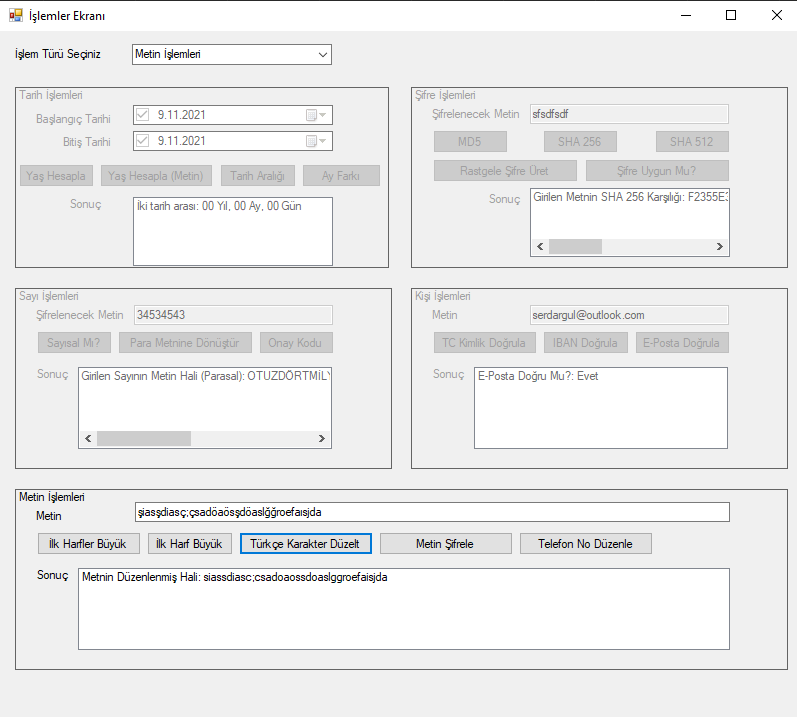 İşlemler Ekranı
İşlem Türü Seçiniz Metin İşlemleri
Tarih İşlemleri
Başlangıç Tarihi 9.11.2021
Bitiş Tarihi 9.11.2021
Yaş Hesapla Yaş Hesapla (Metin) Tarih Aralığı Ay Farkı
Sonuç İki tarih arası: 00 Yıl, 00 Ay, 00 Gün
Şifre İşlemleri
Şifrelenecek Metin sfsdfsdf
MD5 SHA 256 SHA 512
Rastgele Şifre Üret Şifre Uygun Mu?
Sonuç Girilen Metnin SHA 256 Karşılığı: F2355E3
Sayı İşlemleri
Şifrelenecek Metin 34534543
Sayısal Mı? Para Metnine Dönüştür Onay Kodu
Sonuç Girilen Sayının Metin Hali (Parasal): OTUZDÖRTMİLY
Kişi İşlemleri
Metin serdargul@outlook.com
TC Kimlik Doğrula IBAN Doğrula E-Posta Doğrula
Sonuç E-Posta Doğru Mu?: Evet
Metin İşlemleri
Metin şiasşdiasç;çsadöaösşdöaslğğroefaısjda
İlk Harfler Büyük İlk Harf Büyük Türkçe Karakter Düzelt Metin Şifrele Telefon No Düzenle
Sonuç Metnin Düzenlenmiş Hali: siassdiasc;csadoaossdoaslggroefaisjda